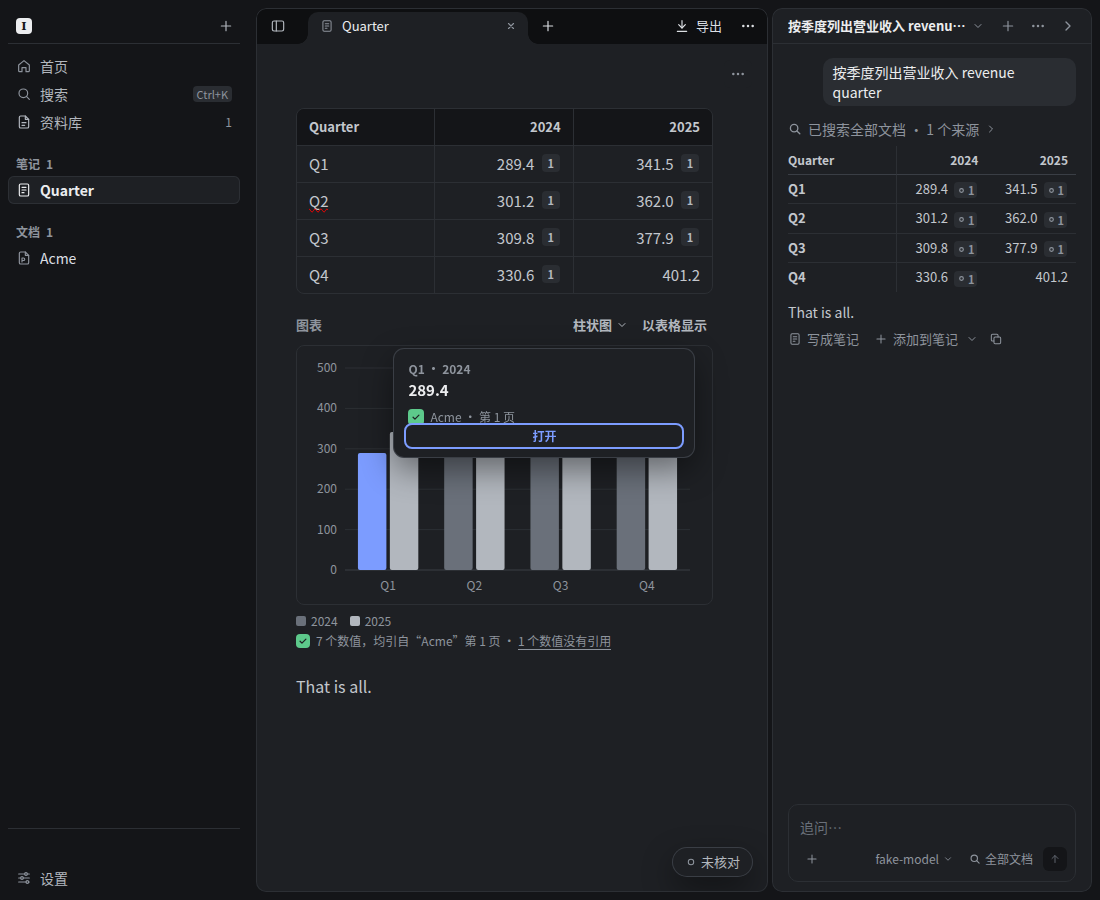 I
首页
搜索 Ctrl+K
资料库 1
笔记 1
Quarter
文档 1
Acme
设置
Quarter
导出
Quarter 2024 2025
Q1 289.4 1 341.5 1
Q2 301.2 1 362.0 1
Q3 309.8 1 377.9 1
Q4 330.6 1 401.2
图表 柱状图 以表格显示
500
400
300
200
100
0
Q1 · 2024
289.4
Acme · 第 1 页
打开
Q1 Q2 Q3 Q4
2024 2025
7 个数值，均引自“Acme”第 1 页 · 1 个数值没有引用
That is all.
未核对
按季度列出营业收入 revenu…
按季度列出营业收入 revenue
quarter
已搜索全部文档 · 1 个来源
Quarter 2024 2025
Q1 289.4 1 341.5 1
Q2 301.2 1 362.0 1
Q3 309.8 1 377.9 1
Q4 330.6 1 401.2
That is all.
写成笔记 添加到笔记
追问…
fake-model 全部文档